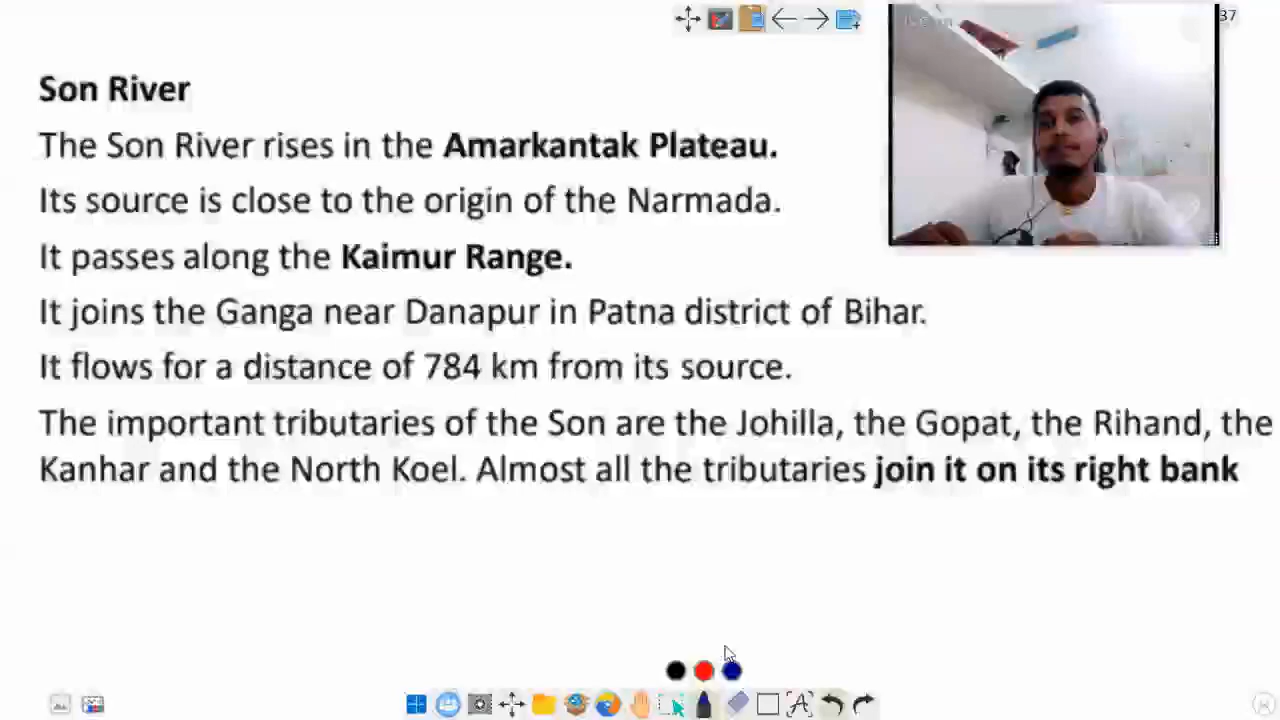 37
Son River
The Son River rises in the Amarkantak Plateau.
Its source is close to the origin of the Narmada.
It passes along the Kaimur Range.
It joins the Ganga near Danapur in Patna district of Bihar.
It flows for a distance of 784 km from its source.
The important tributaries of the Son are the Johilla, the Gopat, the Rihand, the
Kanhar and the North Koel. Almost all the tributaries join it on its right bank